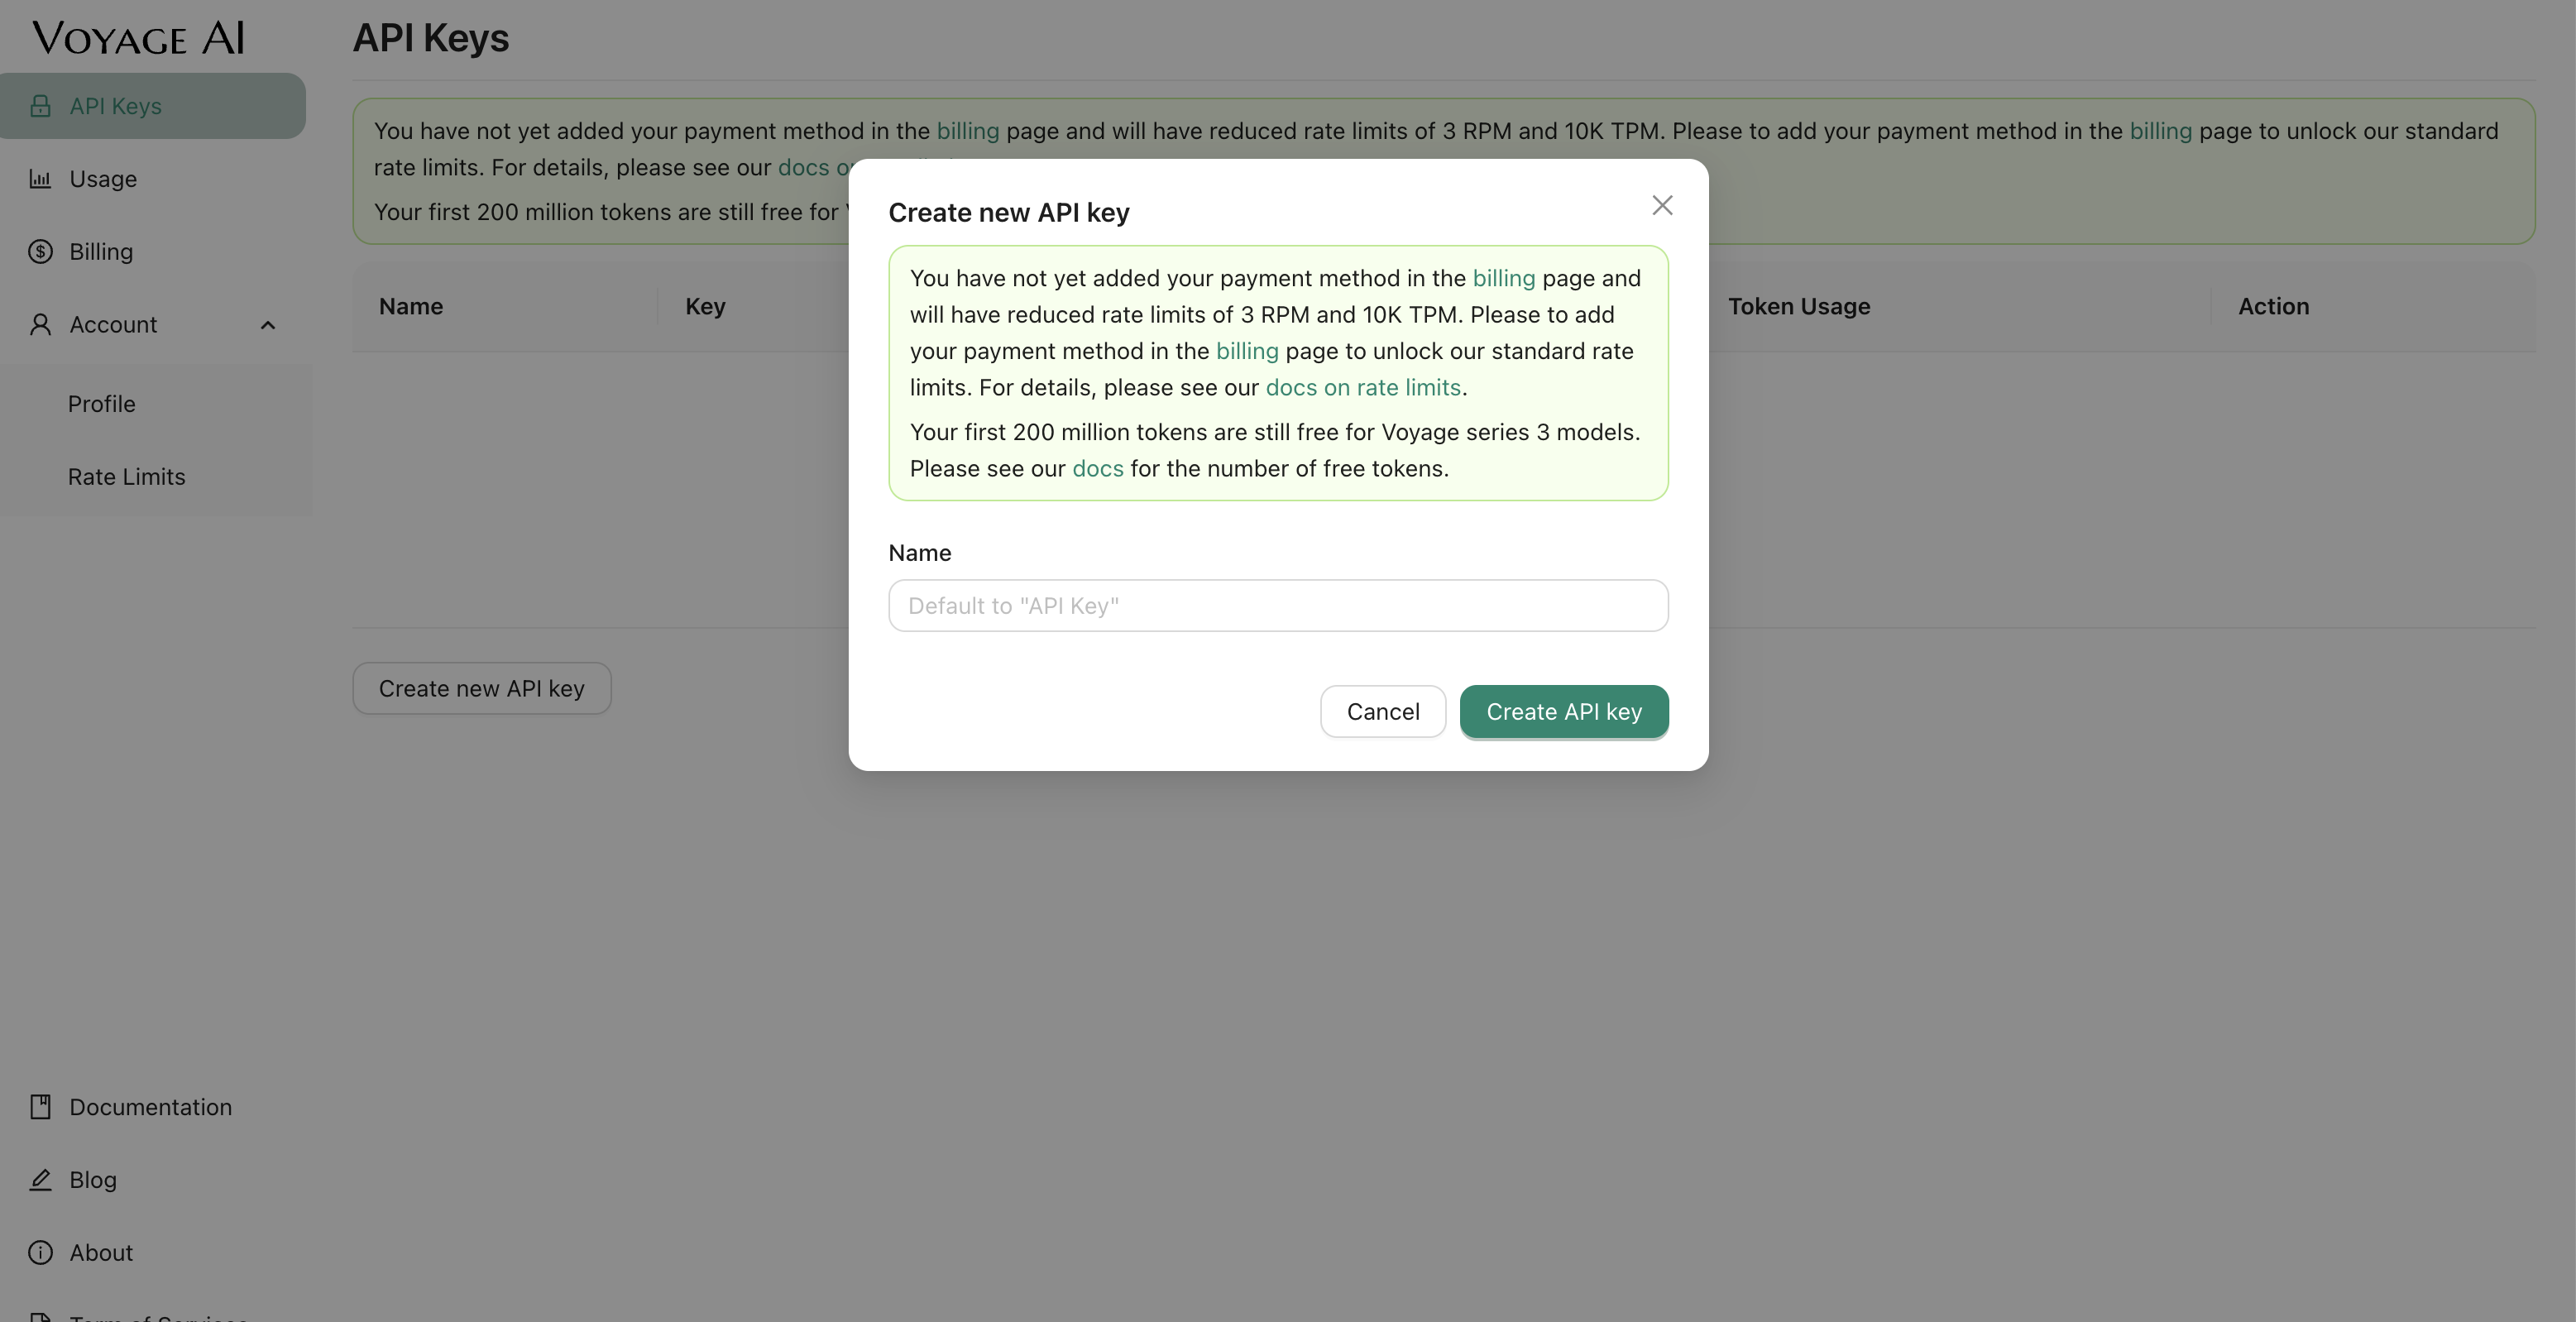 VOYAGE AI
API Keys
Usage
Billing
Account
Profile
Rate Limits
Documentation
Blog
About
Term of Services
API Keys
You have not yet added your payment method in the billing page and will have reduced rate limits of 3 RPM and 10K TPM. Please to add your payment method in the billing page to unlock our standard
rate limits. For details, please see our docs
Your first 200 million tokens are still free for
Name
Key
Token Usage
Action
Create new API key
Create new API key
You have not yet added your payment method in the billing page and
will have reduced rate limits of 3 RPM and 10K TPM. Please to add
your payment method in the billing page to unlock our standard rate
limits. For details, please see our docs on rate limits.
Your first 200 million tokens are still free for Voyage series 3 models.
Please see our docs for the number of free tokens.
Name
Default to "API Key"
Cancel
Create API key